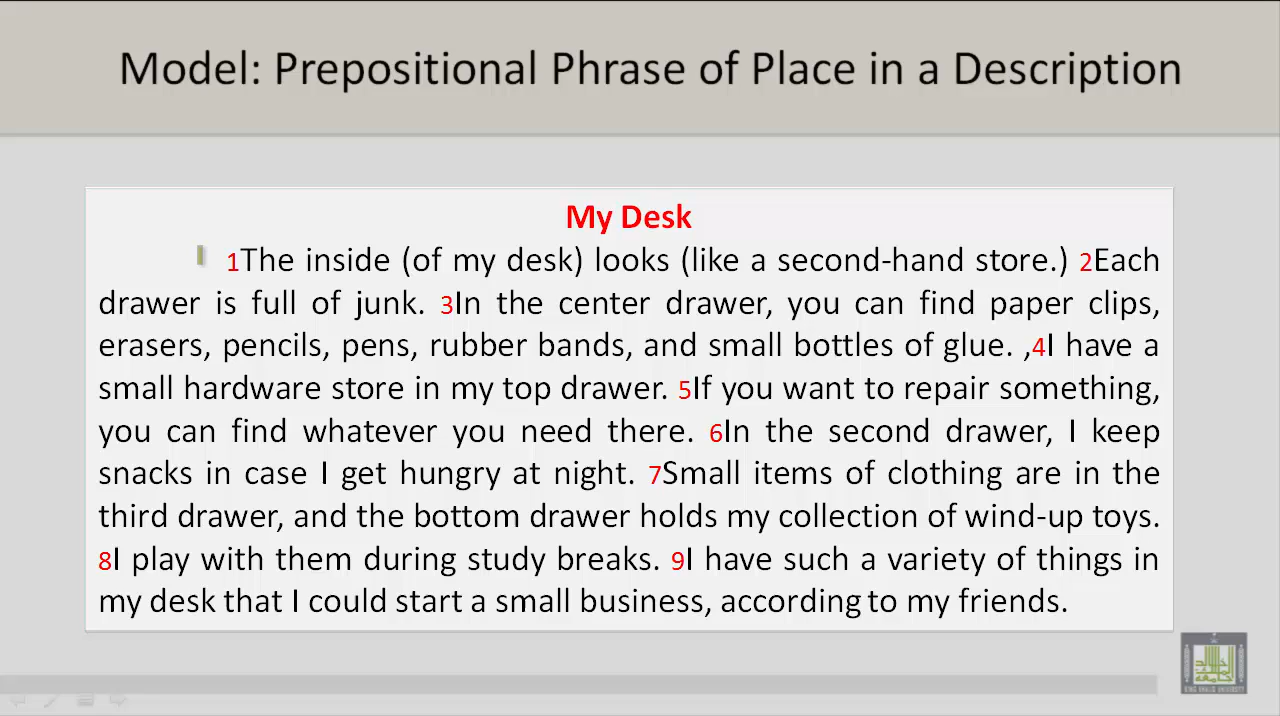 Model: Prepositional Phrase of Place in a Description
My Desk
1The inside (of my desk) looks (like a second-hand store.) 2Each
drawer is full of junk. 3In the center drawer, you can find paper clips,
erasers, pencils, pens, rubber bands, and small bottles of glue. ,4I have a
small hardware store in my top drawer. 5If you want to repair something,
you can find whatever you need there. 6In the second drawer, I keep
snacks in case I get hungry at night. 7Small items of clothing are in the
third drawer, and the bottom drawer holds my collection of wind-up toys.
8I play with them during study breaks. 9I have such a variety of things in
my desk that I could start a small business, according to my friends.
KING KHALID UNIVERSITY